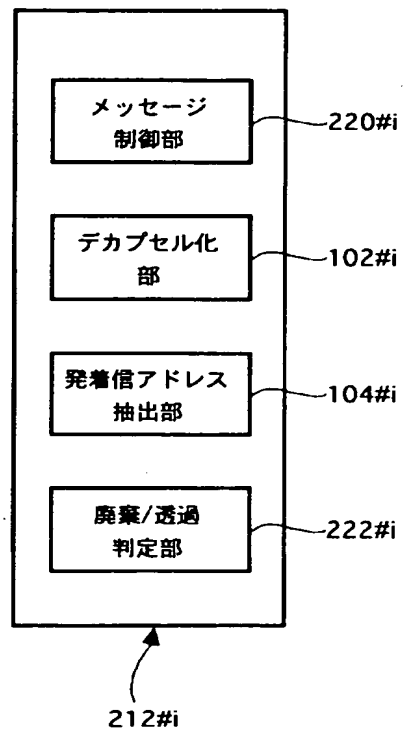 メッセージ
制御部
220#i
デカプセル化
部
102#i
発着信アドレス
抽出部
104#i
廃棄/透過
判定部
222#i
212#i